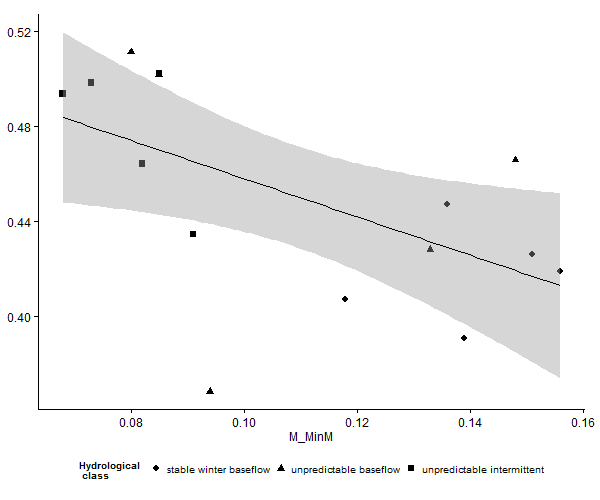 0.52
0.48
0.44
0.40
0.08 0.10 0.12 0.14 0.16
M_MinM
Hydrological
class
stable winter baseflow unpredictable baseflow unpredictable intermittent